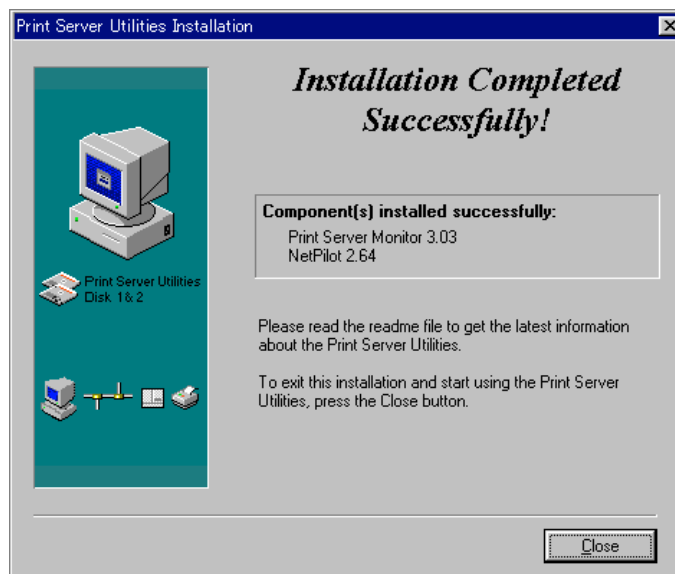 Print Server Utilities Installation
Installation Completed
Successfully!
Component(s) installed successfully:
Print Server Monitor 3.03
NetPilot 2.64
Print Server Utilities
Disk 1& 2
Please read the readme file to get the latest information
about the Print Server Utilities.
To exit this installation and start using the Print Server
Utilities, press the Close button.
Close